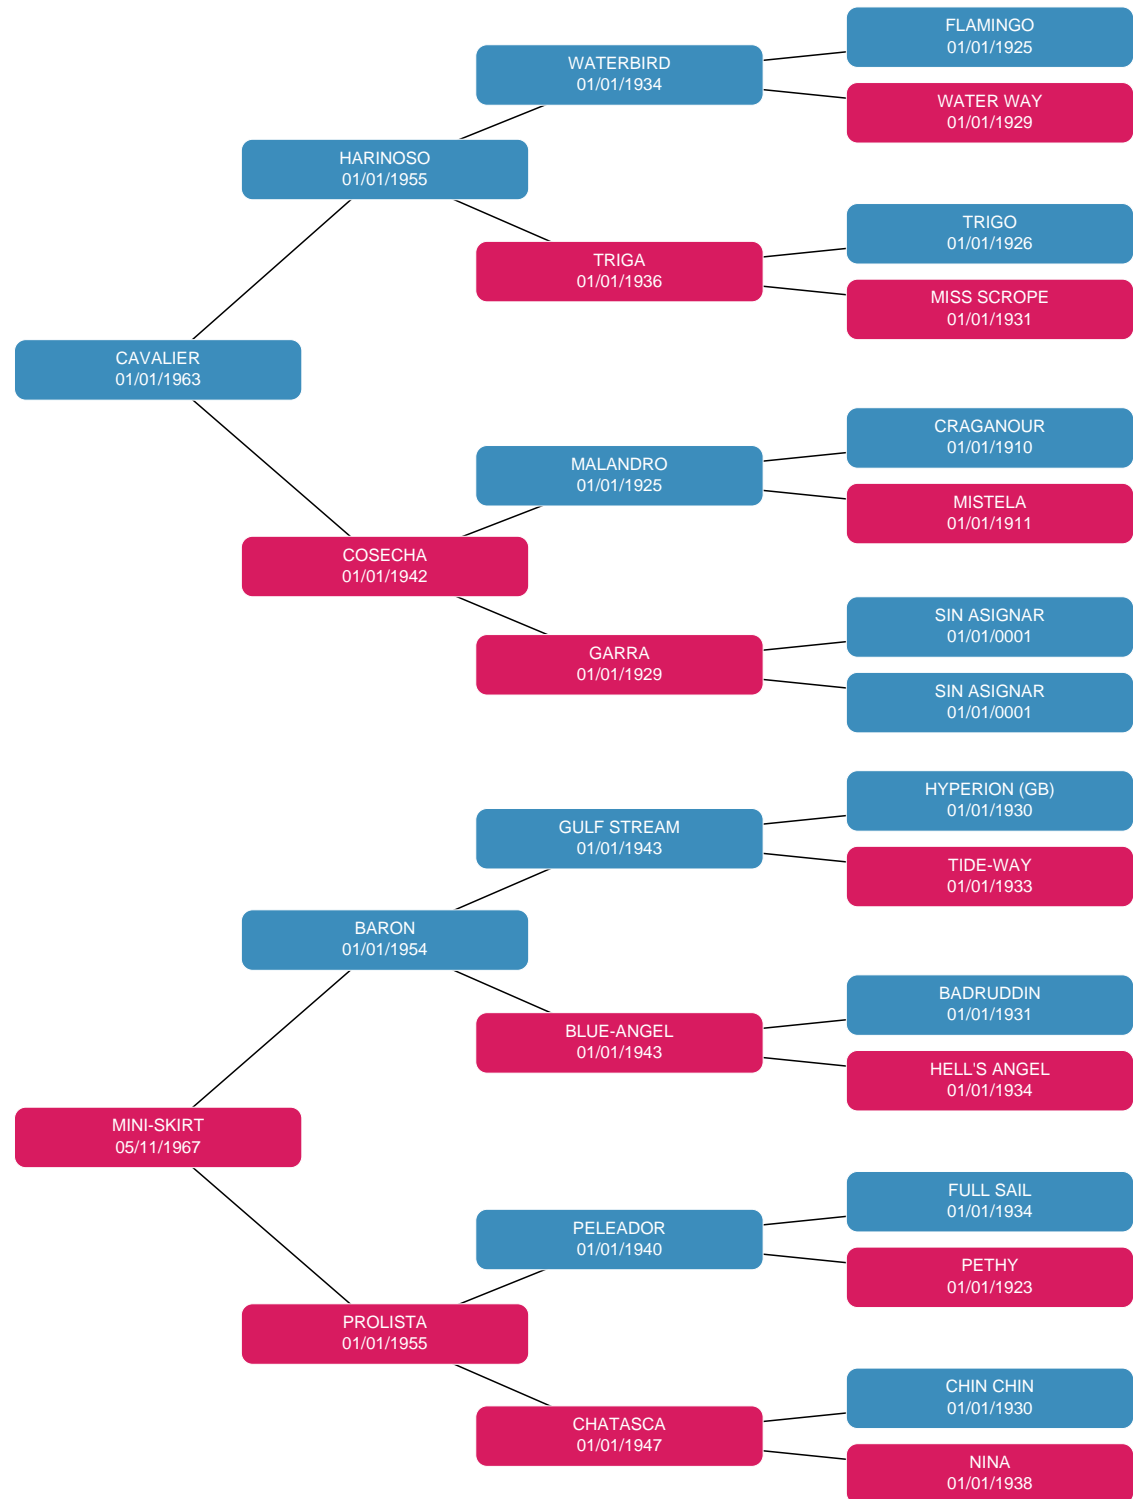 FLAMINGO
01/01/1925
WATERBIRD
01/01/1934
WATER WAY
01/01/1929
HARINOSO
01/01/1955
TRIGO
01/01/1926
TRIGA
01/01/1936
MISS SCROPE
01/01/1931
CAVALIER
01/01/1963
CRAGANOUR
01/01/1910
MALANDRO
01/01/1925
MISTELA
01/01/1911
COSECHA
01/01/1942
SIN ASIGNAR
01/01/0001
GARRA
01/01/1929
SIN ASIGNAR
01/01/0001
HYPERION (GB)
01/01/1930
GULF STREAM
01/01/1943
TIDE-WAY
01/01/1933
BARON
01/01/1954
BADRUDDIN
01/01/1931
BLUE-ANGEL
01/01/1943
HELL'S ANGEL
01/01/1934
MINI-SKIRT
05/11/1967
FULL SAIL
01/01/1934
PELEADOR
01/01/1940
PETHY
01/01/1923
PROLISTA
01/01/1955
CHIN CHIN
01/01/1930
CHATASCA
01/01/1947
NINA
01/01/1938